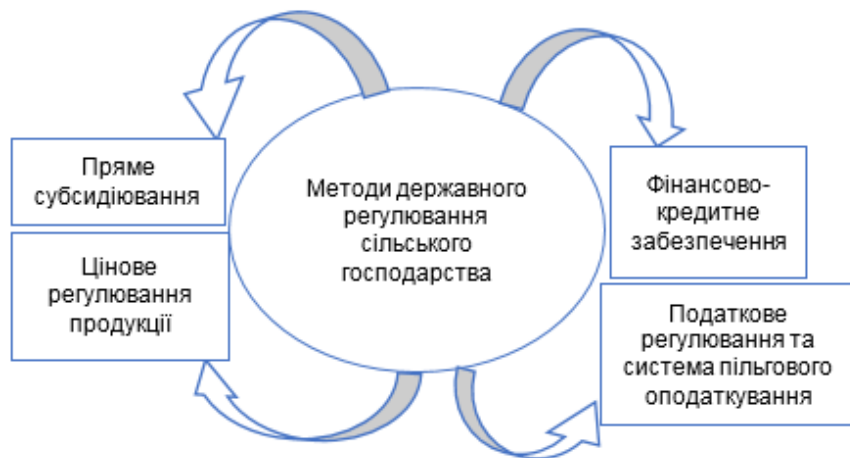 Пряме
субсидіювання
Цінове
регулювання
продукції
Методи державного
регулювання
сільського
господарства
Фінансово-
кредитне
забезпечення
Податкове
регулювання та
система пільгового
оподаткування